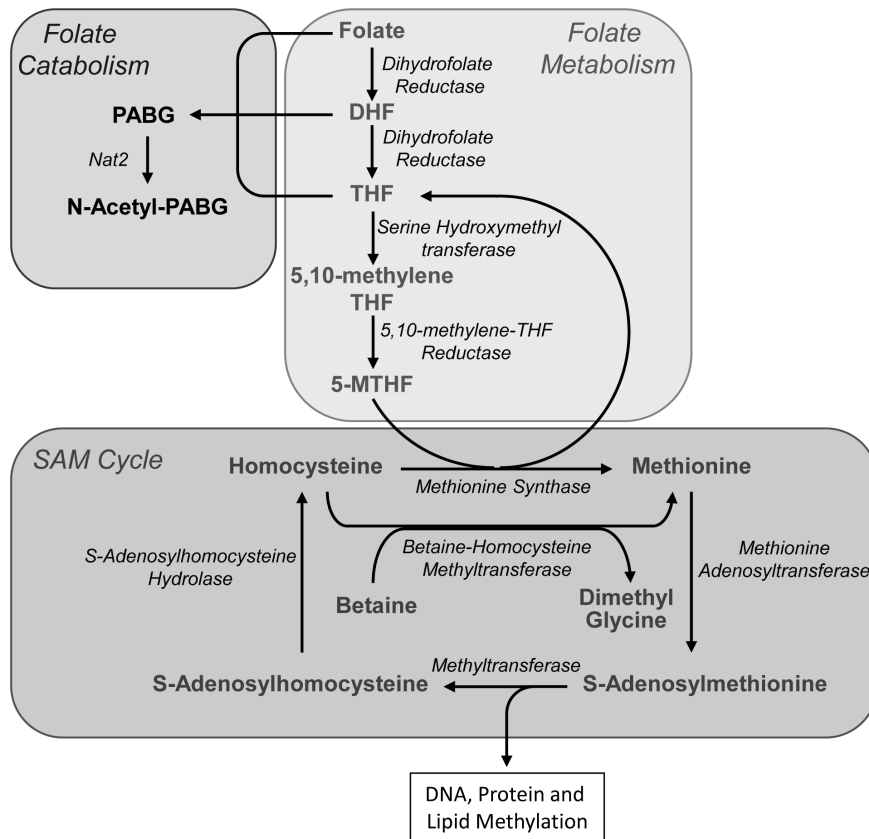 Folate
Catabolism
PABG
Nat2
N-Acetyl-PABG
Folate
Metabolism
Folate
Dihydrofolate
Reductase
DHF
Dihydrofolate
Reductase
THF
Serine Hydroxymethyl
transferase
5,10-methylene
THF
5,10-methylene-THF
Reductase
5-MTHF
SAM Cycle
Homocysteine
Methionine
Methionine Synthase
S-Adenosylhomocysteine
Hydrolase
Betaine-Homocysteine
Methyltransferase
Methionine
Adenosyltransferase
Betaine
Dimethyl
Glycine
Methyltransferase
S-Adenosylhomocysteine
S-Adenosylmethionine
DNA, Protein and
Lipid Methylation